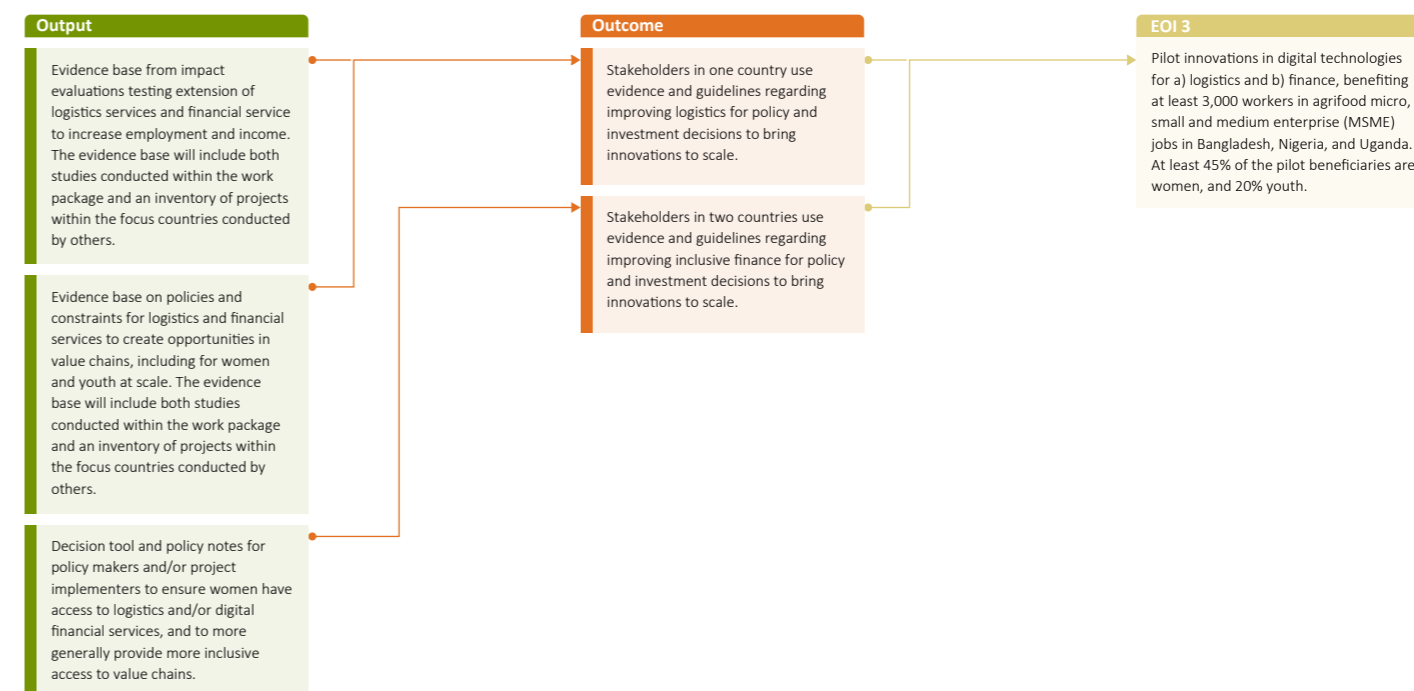 Output
Evidence base from impact
evaluations testing extension of
logistics services and financial service
to increase employment and income.
The evidence base will include both
studies conducted within the work
package and an inventory of projects
within the focus countries conducted
by others.
Evidence base on policies and
constraints for logistics and financial
services to create opportunities in
value chains, including for women
and youth at scale. The evidence
base will include both studies
conducted within the work package
and an inventory of projects within
the focus countries conducted by
others.
Decision tool and policy notes for
policy makers and/or project
implementers to ensure women have
access to logistics and/or digital
financial services, and to more
generally provide more inclusive
access to value chains.
Outcome
Stakeholders in one country use
evidence and guidelines regarding
improving logistics for policy and
investment decisions to bring
innovations to scale.
Stakeholders in two countries use
evidence and guidelines regarding
improving inclusive finance for policy
and investment decisions to bring
innovations to scale.
EOI 3
Pilot innovations in digital technologies
for a) logistics and b) finance, benefiting
at least 3,000 workers in agrifood micro,
small and medium enterprise (MSME)
jobs in Bangladesh, Nigeria, and Uganda.
At least 45% of the pilot beneficiaries are
women, and 20% youth.